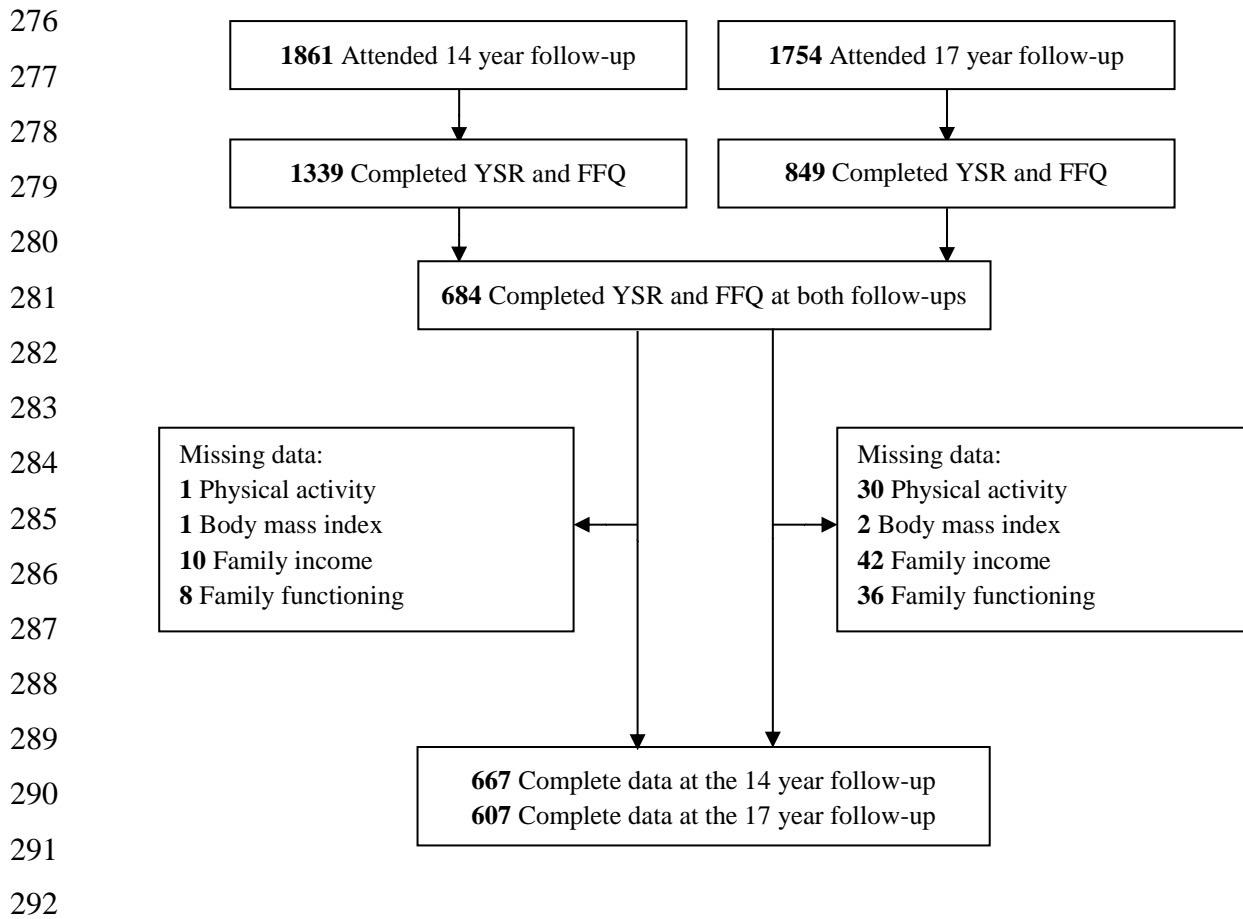 276
1861 Attended 14 year follow-up
1754 Attended 17 year follow-up
277
278
1339 Completed YSR and FFQ
849 Completed YSR and FFQ
279
280
281
684 Completed YSR and FFQ at both follow-ups
282
283
284
Missing data:
1 Physical activity
1 Body mass index
10 Family income
8 Family functioning
Missing data:
30 Physical activity
2 Body mass index
42 Family income
36 Family functioning
285
286
287
288
289
290
667 Complete data at the 14 year follow-up
607 Complete data at the 17 year follow-up
291
292